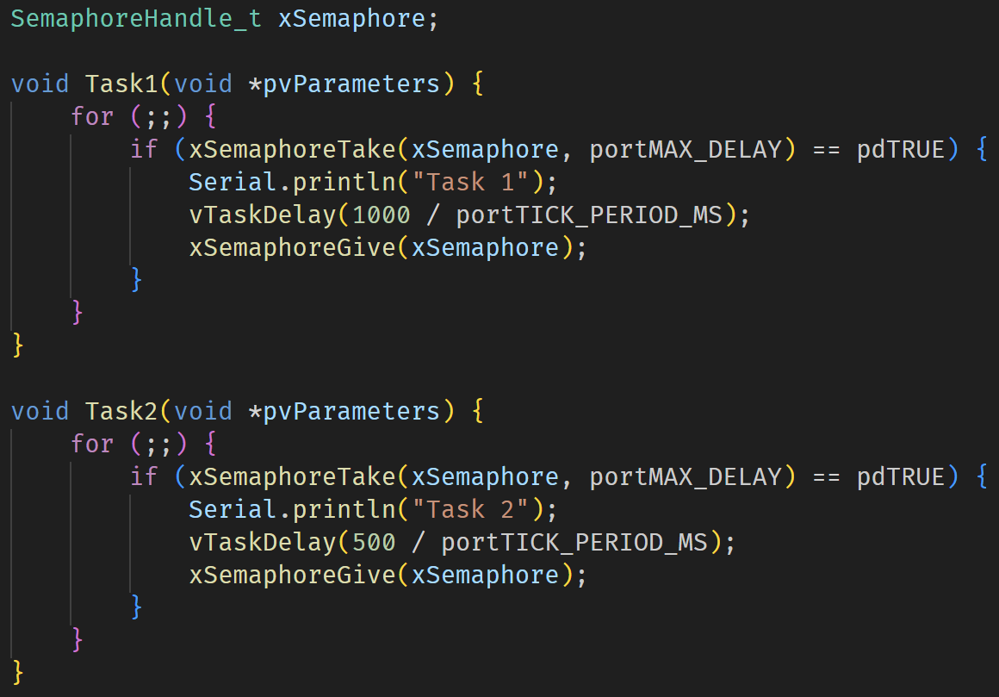 SemaphoreHandle_t xSemaphore;

void Task1(void *pvParameters) {
    for (;;) {
        if (xSemaphoreTake(xSemaphore, portMAX_DELAY) == pdTRUE) {
            Serial.println("Task 1");
            vTaskDelay(1000 / portTICK_PERIOD_MS);
            xSemaphoreGive(xSemaphore);
        }
    }
}

void Task2(void *pvParameters) {
    for (;;) {
        if (xSemaphoreTake(xSemaphore, portMAX_DELAY) == pdTRUE) {
            Serial.println("Task 2");
            vTaskDelay(500 / portTICK_PERIOD_MS);
            xSemaphoreGive(xSemaphore);
        }
    }
}